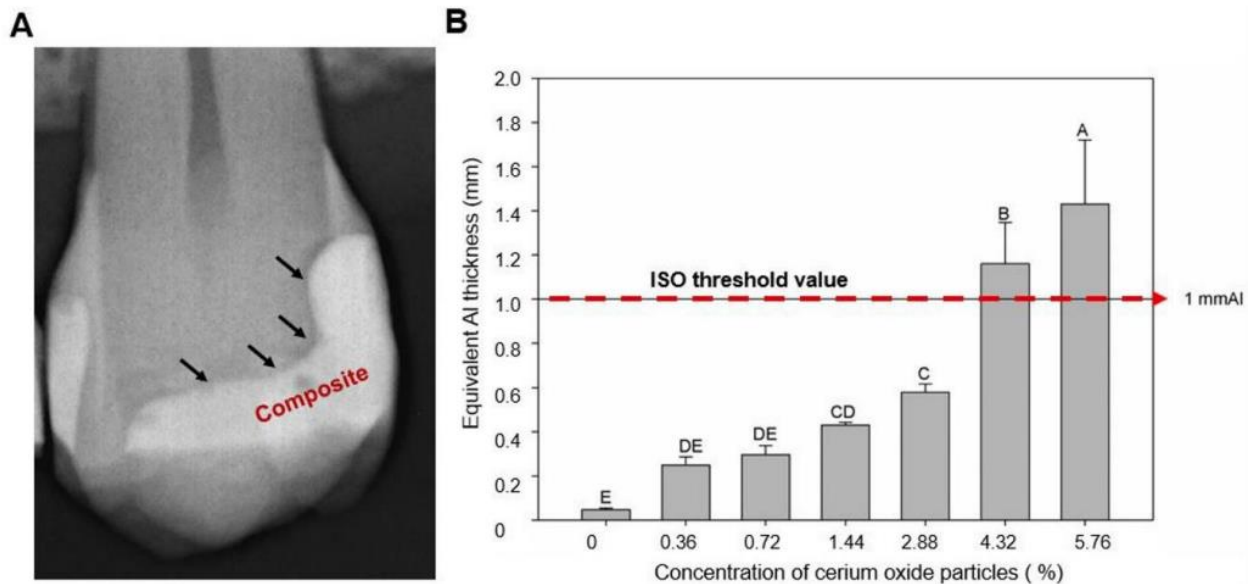 A
Composite
B
Equivalent Al thickness (mm)
2.0
1.8
1.6
1.4
1.2
1.0
0.8
0.6
0.4
0.2
0
ISO threshold value
1 mmAl
E
DE
DE
CD
C
B
A
0 0.36 0.72 1.44 2.88 4.32 5.76
Concentration of cerium oxide particles ( %)